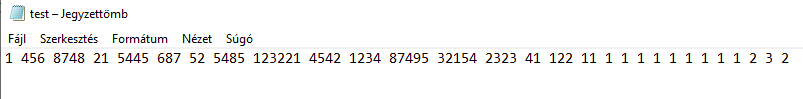 test – Jegyzettömb
Fájl Szerkesztés Formátum Nézet Súgó
1 456 8748 21 5445 687 52 5485 123221 4542 1234 87495 32154 2323 41 122 11 1 1 1 1 1 1 1 1 1 1 2 3 2